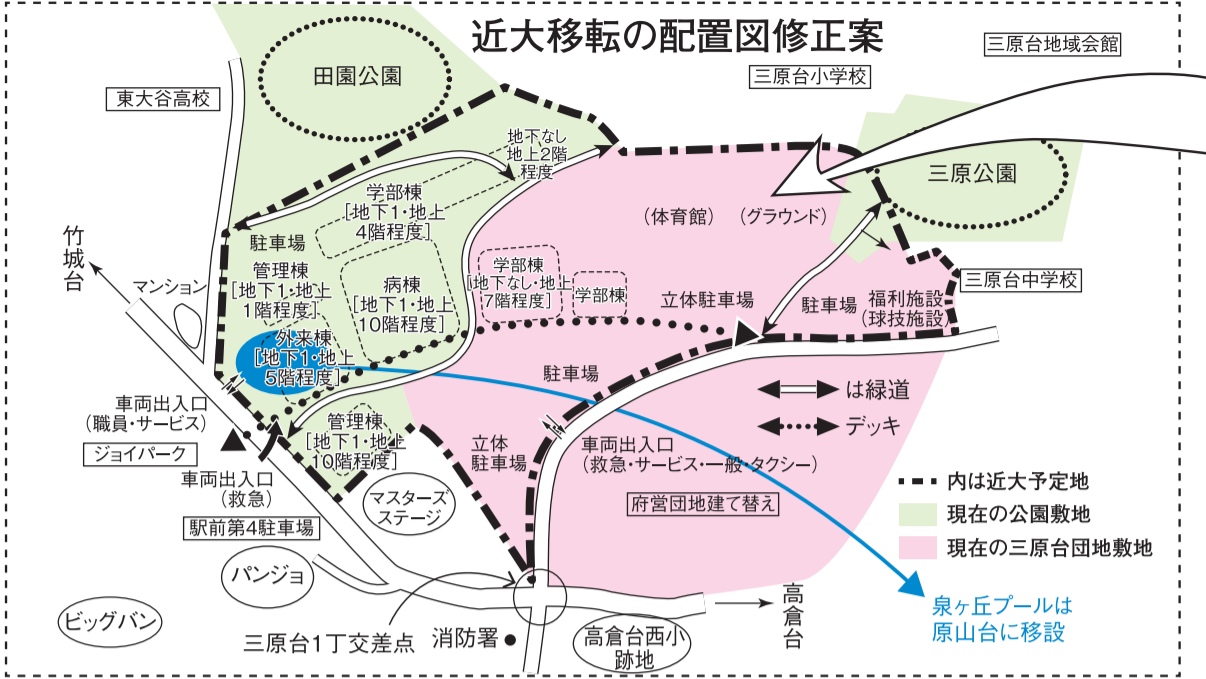 近大移転の配置図修正案
三原台地域会館
田園公園
三原台小学校
東大谷高校
地下なし
地上2階
程度
三原公園
学部棟
[地下1・地上
4階程度]
(体育館) (グラウンド)
竹城台
駐車場
マンション
管理棟
[地下1・地上
1階程度]
病棟
[地下1・地上
10階程度]
学部棟
[地下なし・地上
7階程度]
学部棟
立体駐車場
駐車場
福利施設
(球技施設)
三原台中学校
外来棟
[地下1・地上
5階程度]
駐車場
は緑道
デッキ
車両出入口
(職員・サービス)
ジョイパーク
管理棟
[地下1・地上
10階程度]
立体
駐車場
車両出入口
(救急・サービス・一般・タクシー)
車両出入口
(救急)
マスターズ
ステージ
府営団地建て替え
内は近大予定地
現在の公園敷地
現在の三原台団地敷地
駅前第4駐車場
パンジョ
ビッグバン
三原台1丁交差点
消防署
高倉台西小
跡地
高倉台
泉ヶ丘プールは
原山台に移設